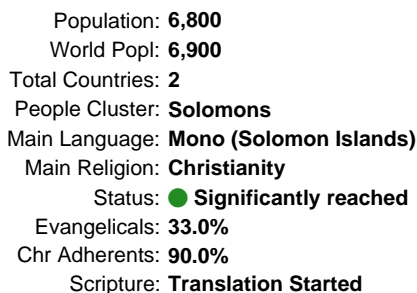 Population: 6,800
World Popl: 6,900
Total Countries: 2
People Cluster: Solomons
Main Language: Mono (Solomon Islands)
Main Religion: Christianity
Status: Significantly reached
Evangelicals: 33.0%
Chr Adherents: 90.0%
Scripture: Translation Started